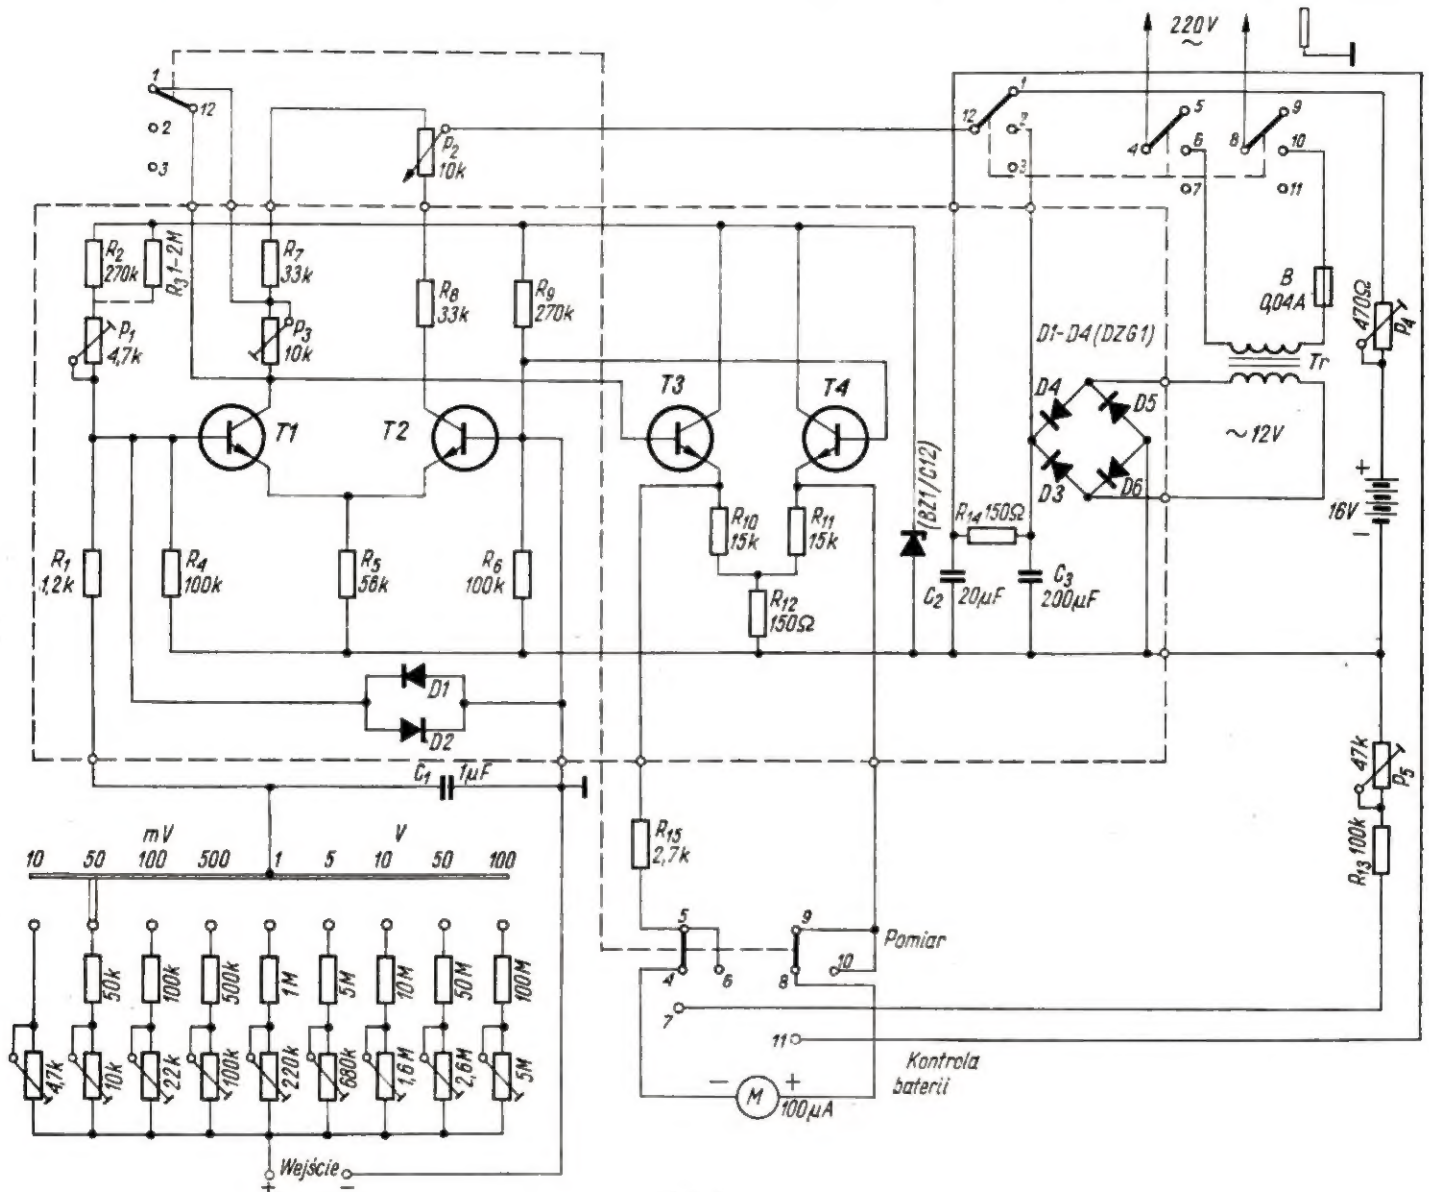 220V
~
1
12
2
3
P2
10k
1
12
2
3
5
4
6
7
9
8
10
11
R2
270k
R3 1-2M
R7
33k
R8
33k
R9
270k
P1
4,7k
P3
10k
B
0,04A
470Ω
P4
D1-D4(DZG1)
Tr
T1
T2
T3
T4
D4
D5
~12V
D3
D6
(BZ1/C12)
+
16V
-
R1
1,2k
R4
100k
R5
56k
R6
100k
R10
15k
R11
15k
R12
150Ω
R14 150Ω
C2
20μF
C3
200μF
D1
D2
C1
1μF
47k
P5
R13 100k
R15
2,7k
mV
V
10
50
100
500
1
5
10
50
100
50k
100k
500k
1M
5M
10M
50M
100M
4,7k
10k
22k
100k
220k
680k
1,6M
2,6M
5M
5
4
6
7
9
8
10
11
Pomiar
Kontrola
baterii
-
+
M
100μA
Wejście
+
-